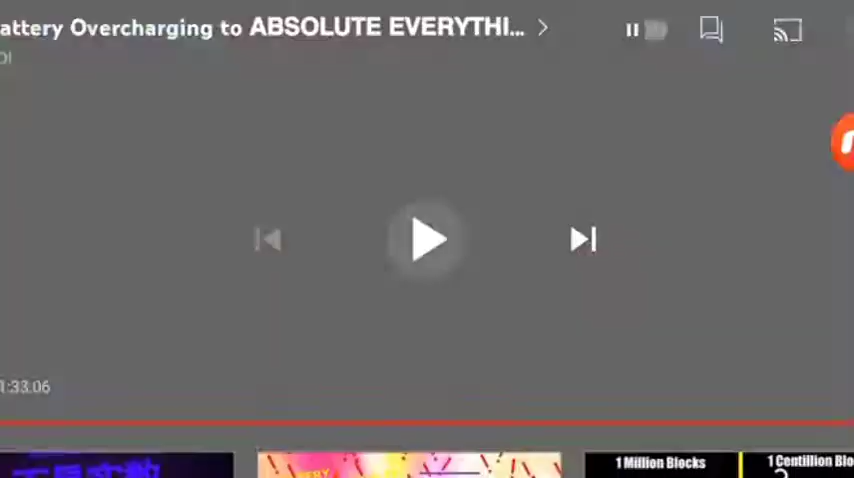 attery Overcharging to ABSOLUTE EVERYTHI...
1:33.06
1 Million Blocks
1 Centillion Blo